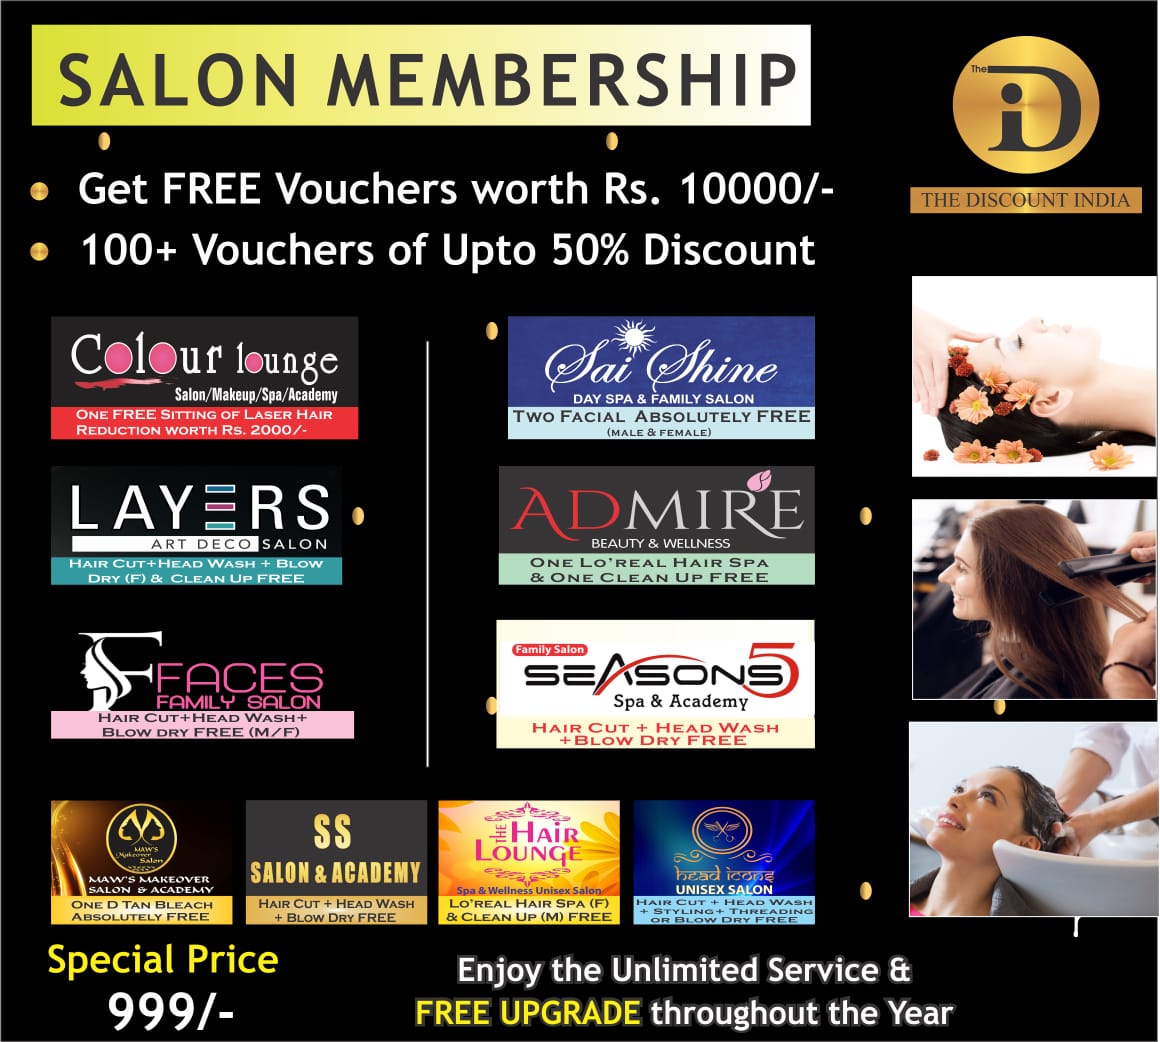 SALON MEMBERSHIP
The
iD
THE DISCOUNT INDIA
Get FREE Vouchers worth Rs. 10000/-
100+ Vouchers of Upto 50% Discount
Colour lounge
Salon/Makeup/Spa/Academy
ONE FREE SITTING OF LASER HAIR
REDUCTION WORTH RS. 2000/-
Sai Shine
DAY SPA & FAMILY SALON
TWO FACIAL ABSOLUTELY FREE
(MALE & FEMALE)
LAYERS
ART DECO SALON
HAIR CUT+HEAD WASH + BLOW
DRY (F) & CLEAN UP FREE
ADMIRE
BEAUTY & WELLNESS
ONE LO'REAL HAIR SPA
& ONE CLEAN UP FREE
F FACES
FAMILY SALON
HAIR CUT+HEAD WASH+
BLOW DRY FREE (M/F)
Family Salon
SEASONS 5
Spa & Academy
HAIR CUT + HEAD WASH
+BLOW DRY FREE
MAW'S
Makeover
Salon
MAW'S MAKEOVER
SALON & ACADEMY
ONE D TAN BLEACH
ABSOLUTELY FREE
SS
SALON & ACADEMY
HAIR CUT + HEAD WASH
+ BLOW DRY FREE
THE HAIR
LOUNGE
Spa & Wellness Unisex Salon
LO'REAL HAIR SPA (F)
& CLEAN UP (M) FREE
head icons
UNISEX SALON
HAIR CUT + HEAD WASH
+ STYLING+ THREADING
OR BLOW DRY FREE
Special Price
999/-
Enjoy the Unlimited Service &
FREE UPGRADE throughout the Year